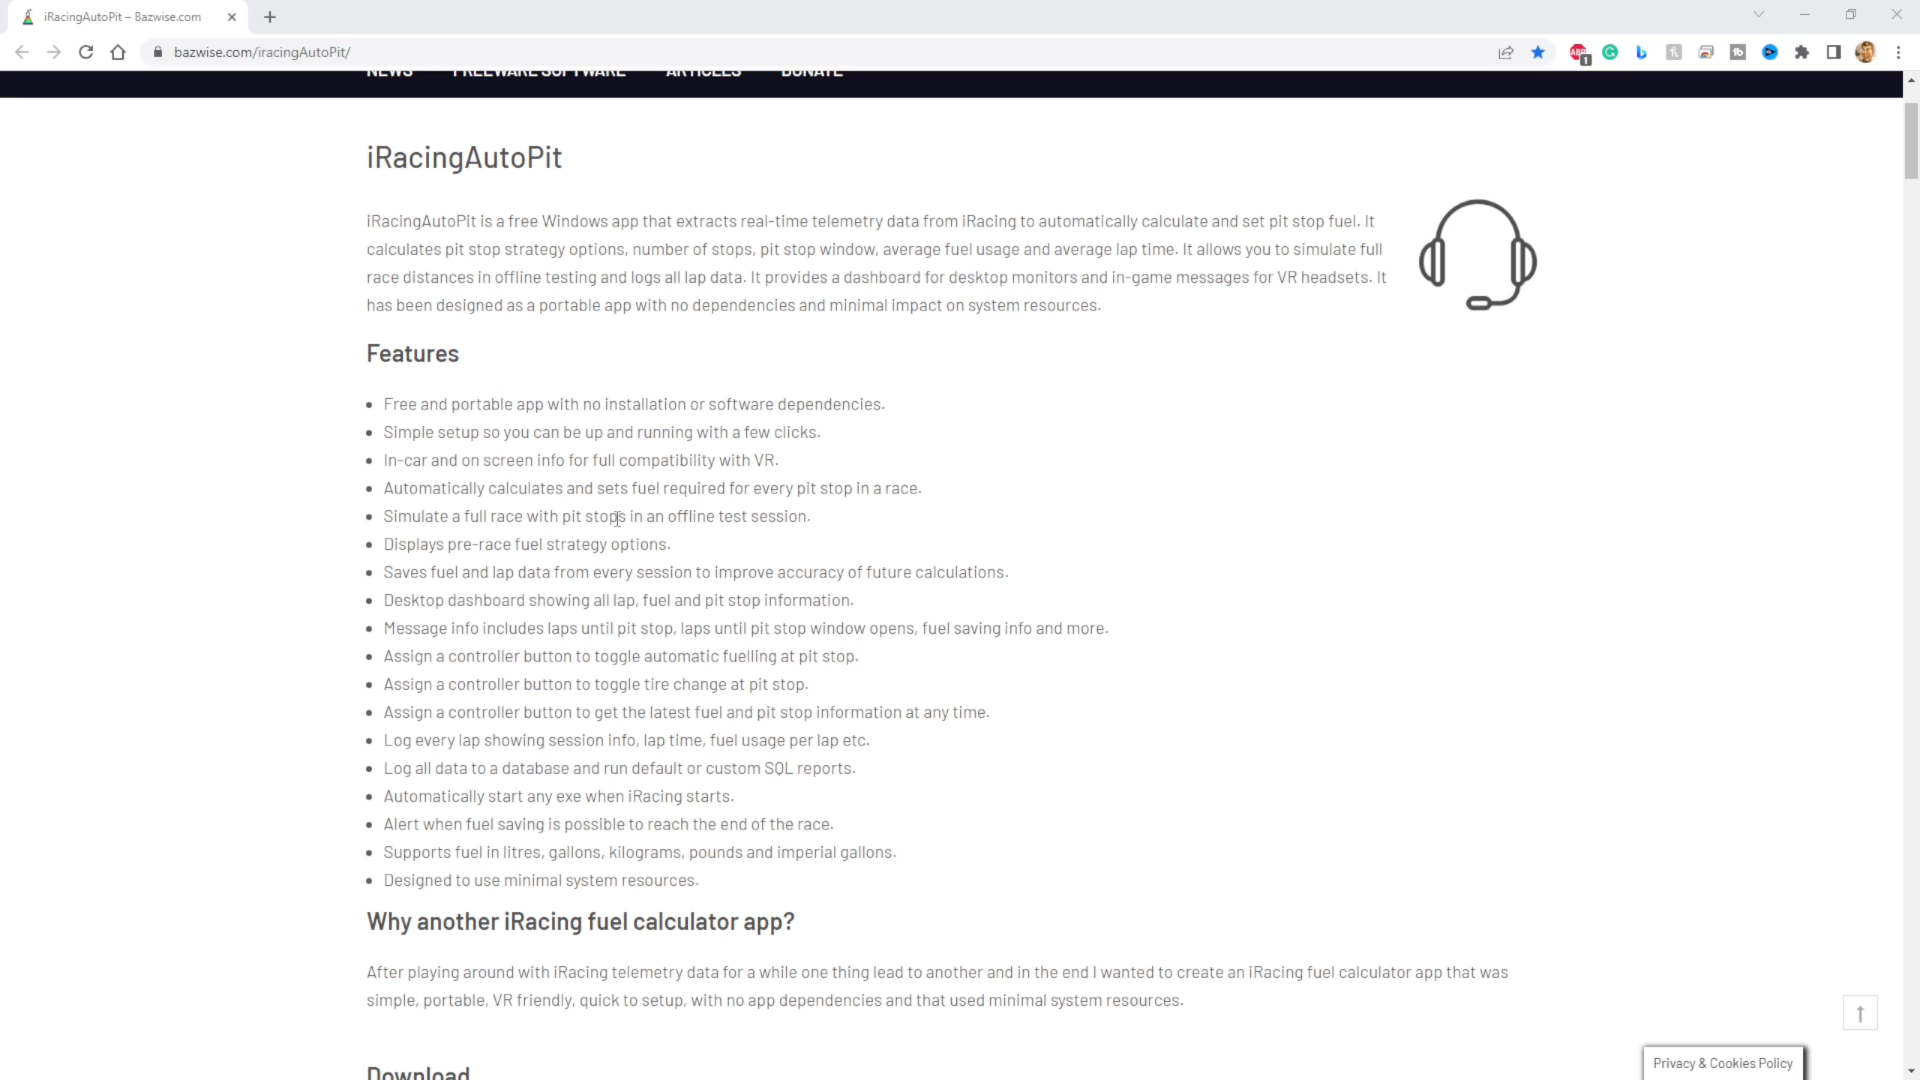 iRacingAutoPit – Bazwise.com
bazwise.com/iracingAutoPit/
ABP
1
NEWS FREEWARE SOFTWARE ARTICLES DONATE
iRacingAutoPit
iRacingAutoPit is a free Windows app that extracts real-time telemetry data from iRacing to automatically calculate and set pit stop fuel. It
calculates pit stop strategy options, number of stops, pit stop window, average fuel usage and average lap time. It allows you to simulate full
race distances in offline testing and logs all lap data. It provides a dashboard for desktop monitors and in-game messages for VR headsets. It
has been designed as a portable app with no dependencies and minimal impact on system resources.
Features
Free and portable app with no installation or software dependencies.
Simple setup so you can be up and running with a few clicks.
In-car and on screen info for full compatibility with VR.
Automatically calculates and sets fuel required for every pit stop in a race.
Simulate a full race with pit stops in an offline test session.
Displays pre-race fuel strategy options.
Saves fuel and lap data from every session to improve accuracy of future calculations.
Desktop dashboard showing all lap, fuel and pit stop information.
Message info includes laps until pit stop, laps until pit stop window opens, fuel saving info and more.
Assign a controller button to toggle automatic fuelling at pit stop.
Assign a controller button to toggle tire change at pit stop.
Assign a controller button to get the latest fuel and pit stop information at any time.
Log every lap showing session info, lap time, fuel usage per lap etc.
Log all data to a database and run default or custom SQL reports.
Automatically start any exe when iRacing starts.
Alert when fuel saving is possible to reach the end of the race.
Supports fuel in litres, gallons, kilograms, pounds and imperial gallons.
Designed to use minimal system resources.
Why another iRacing fuel calculator app?
After playing around with iRacing telemetry data for a while one thing lead to another and in the end I wanted to create an iRacing fuel calculator app that was
simple, portable, VR friendly, quick to setup, with no app dependencies and that used minimal system resources.
Download
Privacy & Cookies Policy